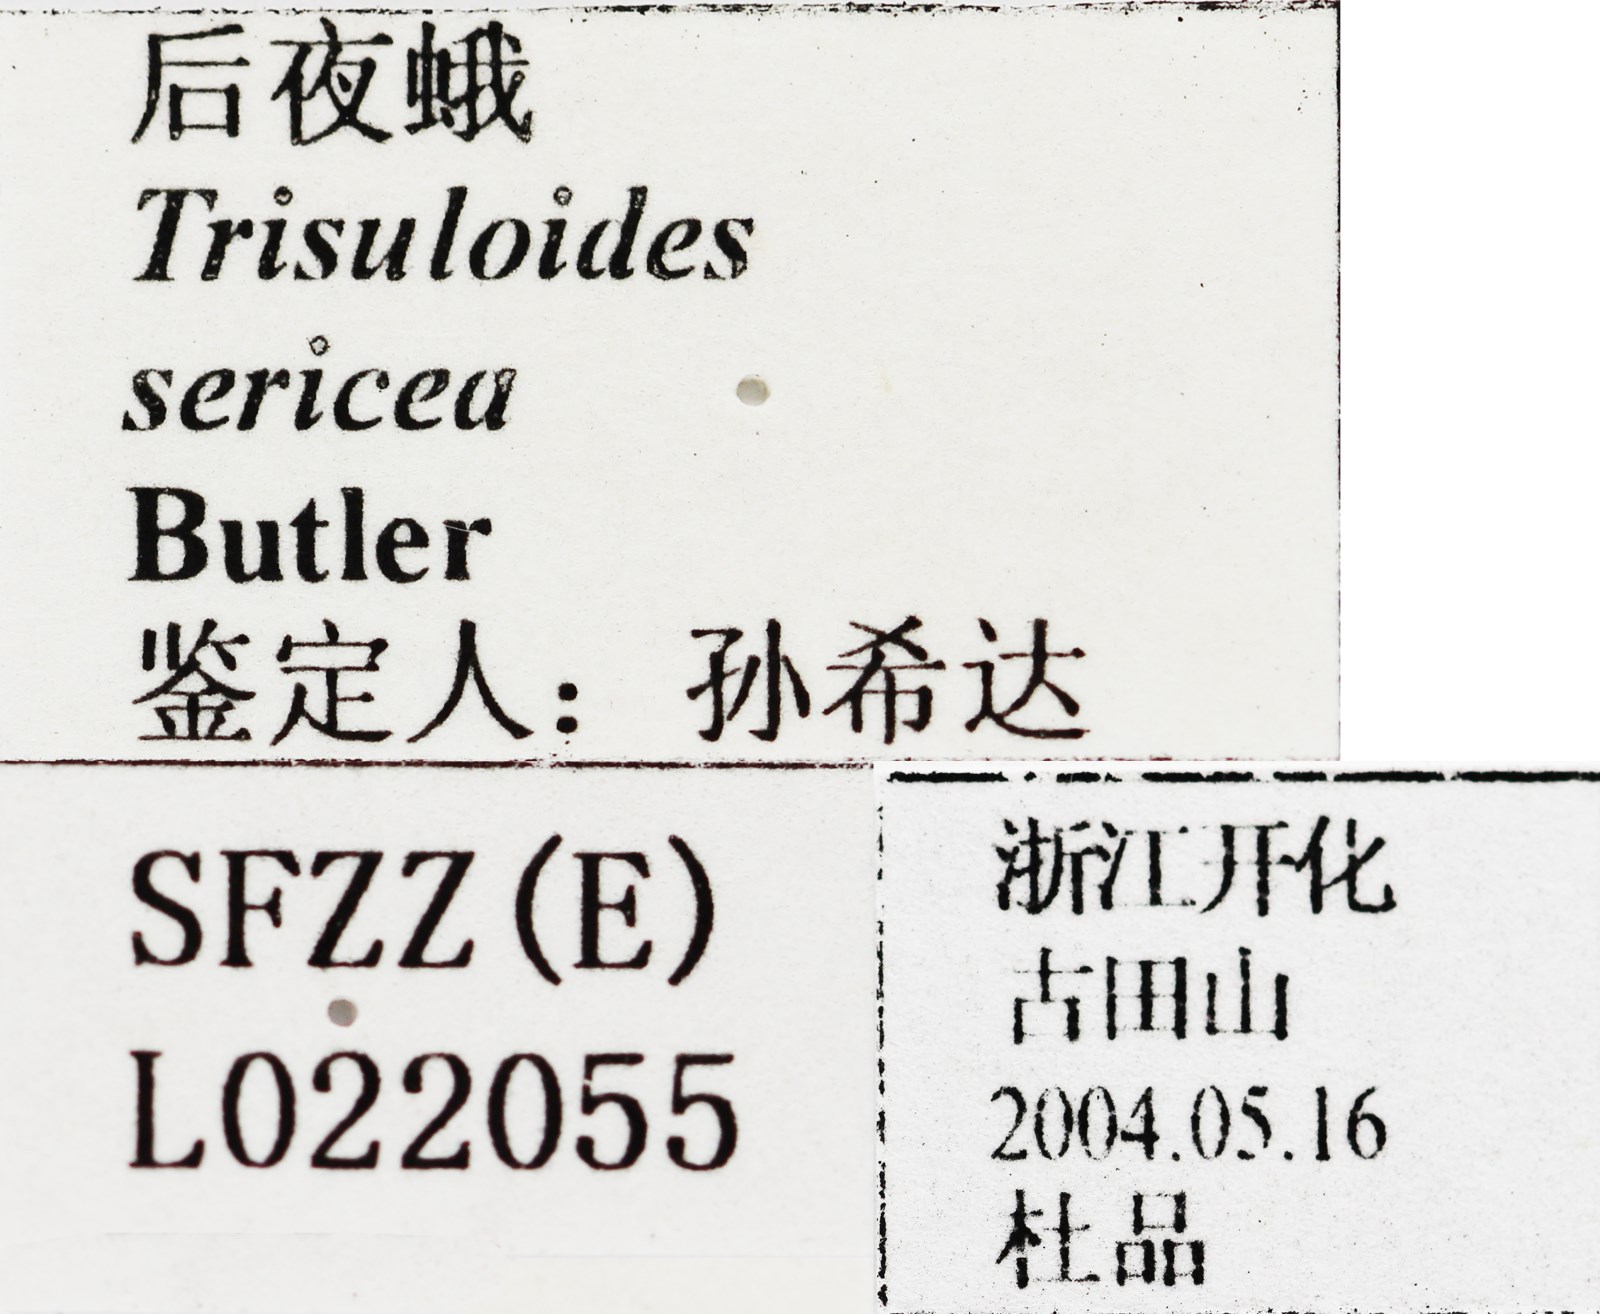 后夜蛾
Trisuloides
sericea
Butler
鉴定人：孙希达
SFZZ(E)
L022055
浙江开化
古田山
2004.05.16
杜品